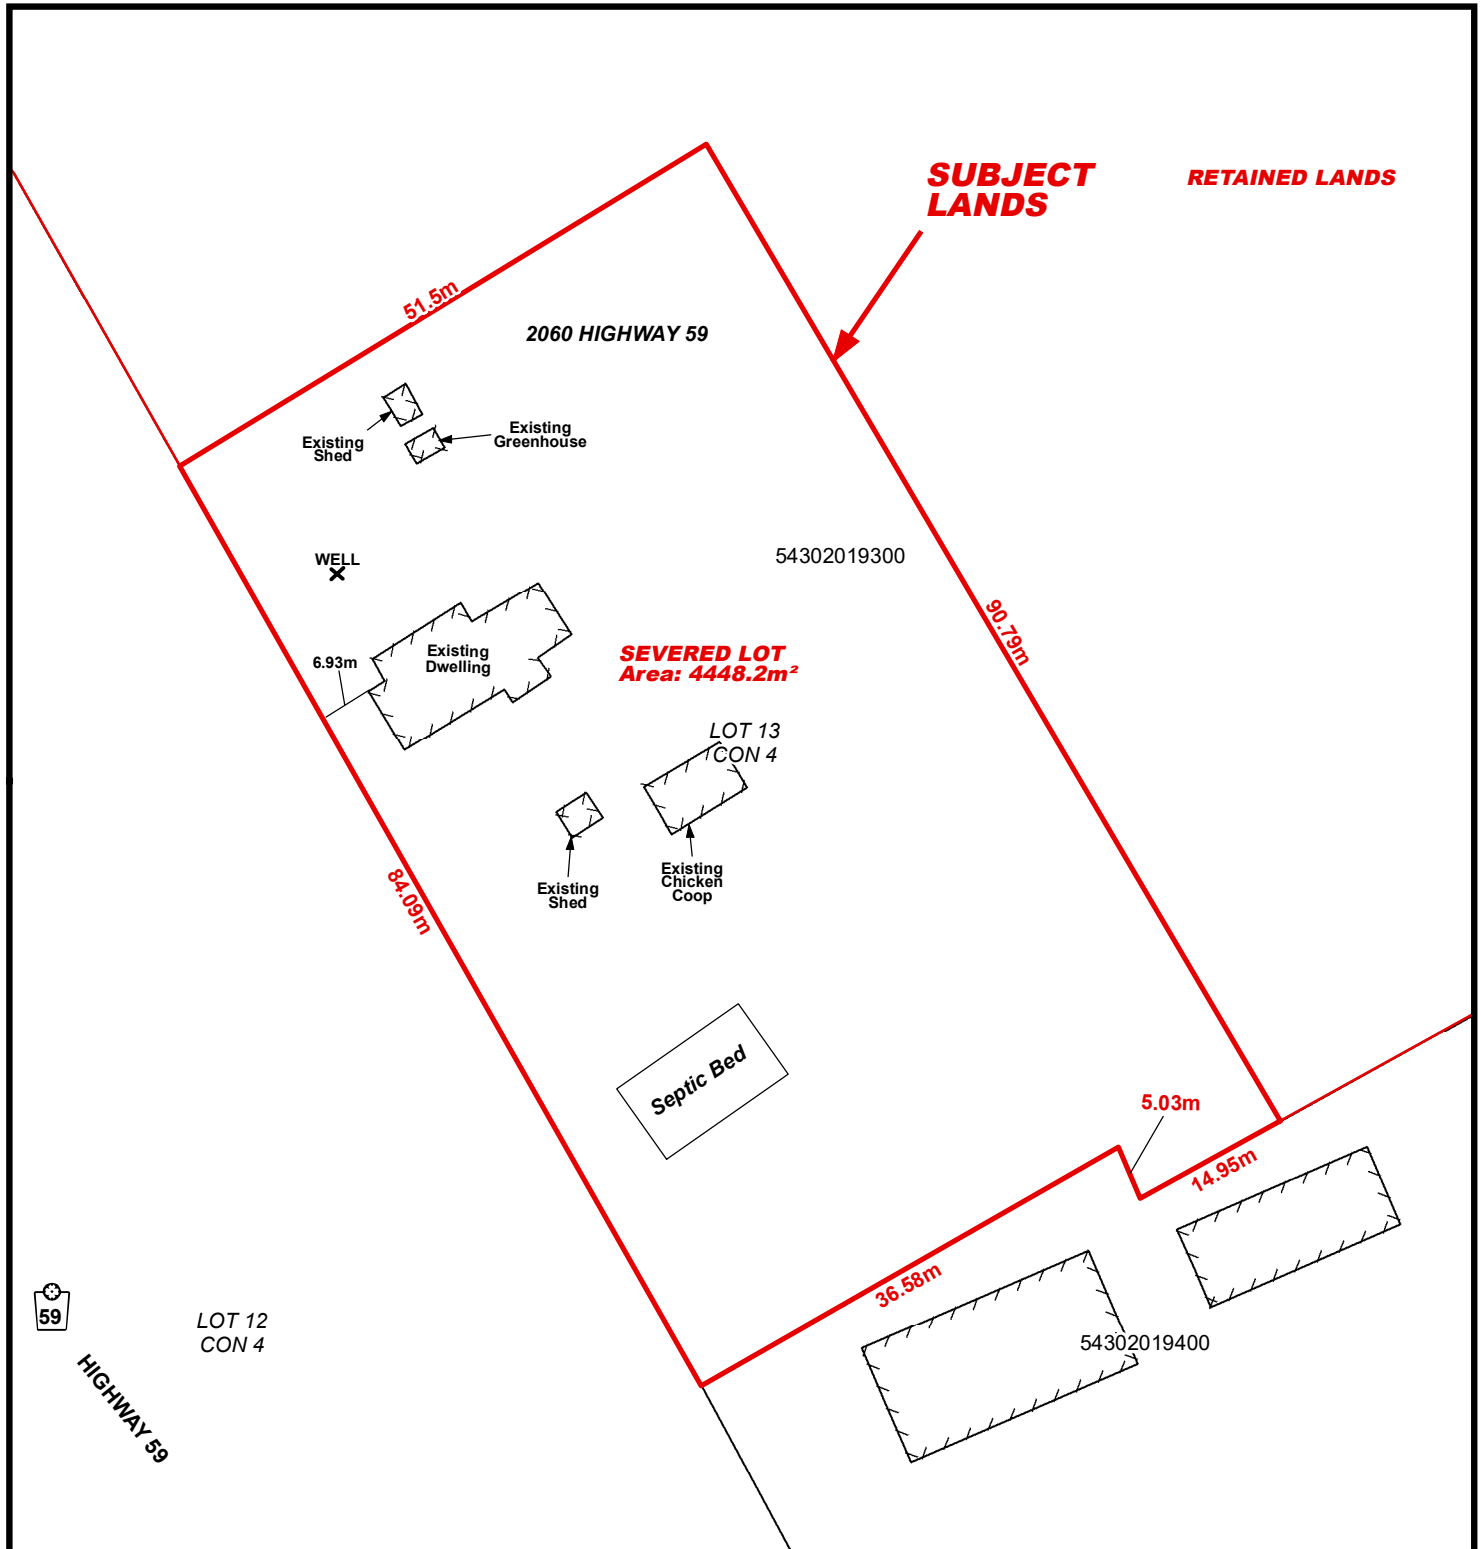 SUBJECT
LANDS
RETAINED LANDS
51.5m
2060 HIGHWAY 59
Existing
Shed
Existing
Greenhouse
54302019300
WELL
90.79m
6.93m
Existing
Dwelling
SEVERED LOT
Area: 4448.2m²
LOT 13
CON 4
84.09m
Existing
Shed
Existing
Chicken
Coop
Septic Bed
5.03m
14.95m
36.58m
59
LOT 12
CON 4
54302019400
HIGHWAY 59